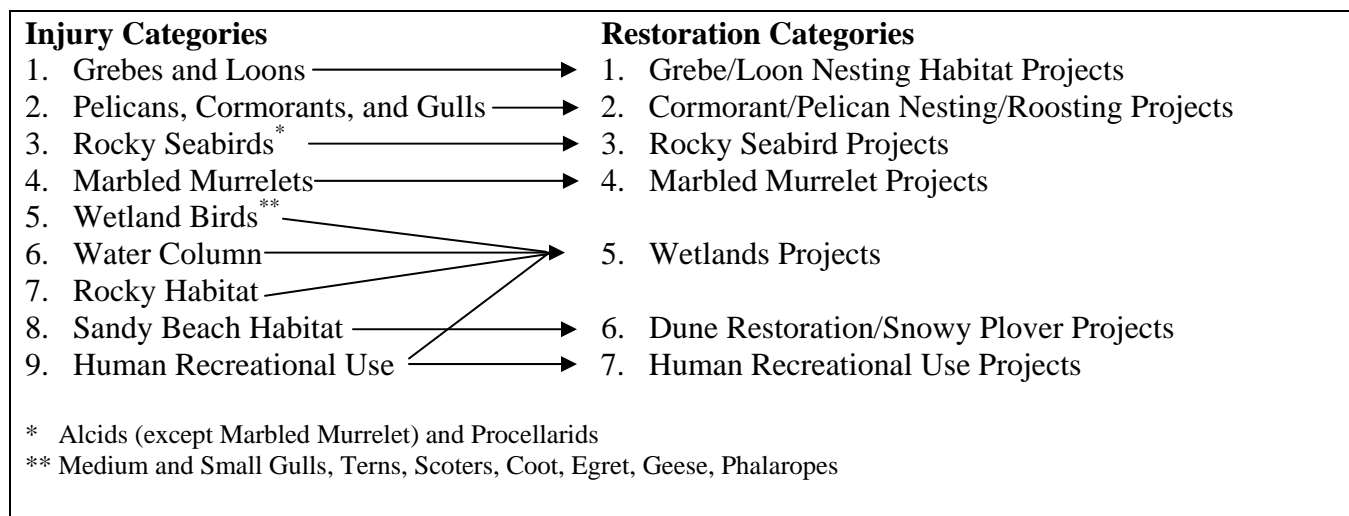 Injury Categories Restoration Categories
1. Grebes and Loons 1. Grebe/Loon Nesting Habitat Projects
2. Pelicans, Cormorants, and Gulls 2. Cormorant/Pelican Nesting/Roosting Projects
3. Rocky Seabirds* 3. Rocky Seabird Projects
4. Marbled Murrelets 4. Marbled Murrelet Projects
5. Wetland Birds**
6. Water Column 5. Wetlands Projects
7. Rocky Habitat
8. Sandy Beach Habitat 6. Dune Restoration/Snowy Plover Projects
9. Human Recreational Use 7. Human Recreational Use Projects
* Alcids (except Marbled Murrelet) and Procellarids
** Medium and Small Gulls, Terns, Scoters, Coot, Egret, Geese, Phalaropes